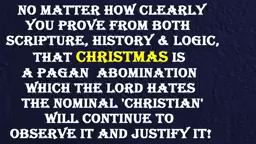 NO MATTER HOW CLEARLY
YOU PROVE FROM BOTH
SCRIPTURE, HISTORY & LOGIC,
THAT CHRISTMAS IS
A PAGAN ABOMINATION
WHICH THE LORD HATES
THE NOMINAL 'CHRISTIAN'
WILL CONTINUE TO
OBSERVE IT AND JUSTIFY IT!